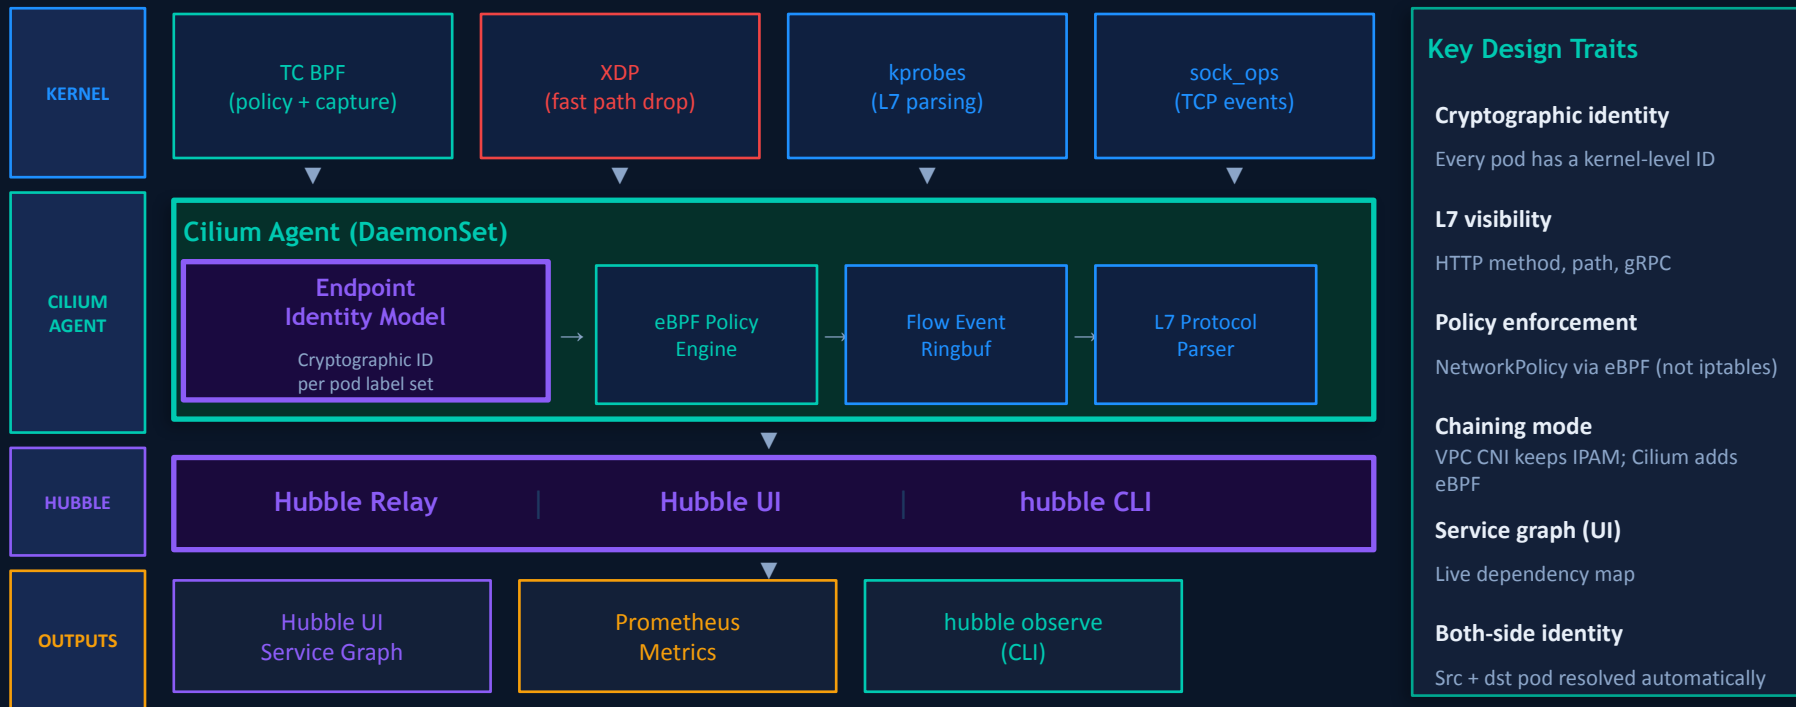 KERNEL
TC BPF
(policy + capture)
XDP
(fast path drop)
kprobes
(L7 parsing)
sock_ops
(TCP events)
▼ ▼ ▼ ▼
CILIUM
AGENT
Cilium Agent (DaemonSet)
Endpoint
Identity Model
Cryptographic ID
per pod label set
→
eBPF Policy
Engine
→
Flow Event
Ringbuf
→
L7 Protocol
Parser
▼
HUBBLE
Hubble Relay | Hubble UI | hubble CLI
▼
OUTPUTS
Hubble UI
Service Graph
Prometheus
Metrics
hubble observe
(CLI)
Key Design Traits
Cryptographic identity
Every pod has a kernel-level ID
L7 visibility
HTTP method, path, gRPC
Policy enforcement
NetworkPolicy via eBPF (not iptables)
Chaining mode
VPC CNI keeps IPAM; Cilium adds
eBPF
Service graph (UI)
Live dependency map
Both-side identity
Src + dst pod resolved automatically